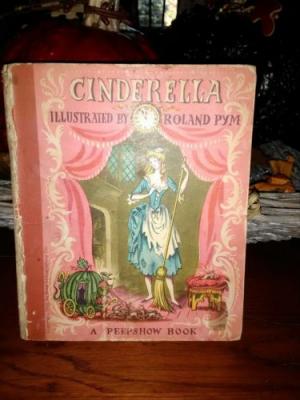 CINDERELLA
ILLUSTRATED BY ROLAND PYM
A PEEPSHOW BOOK